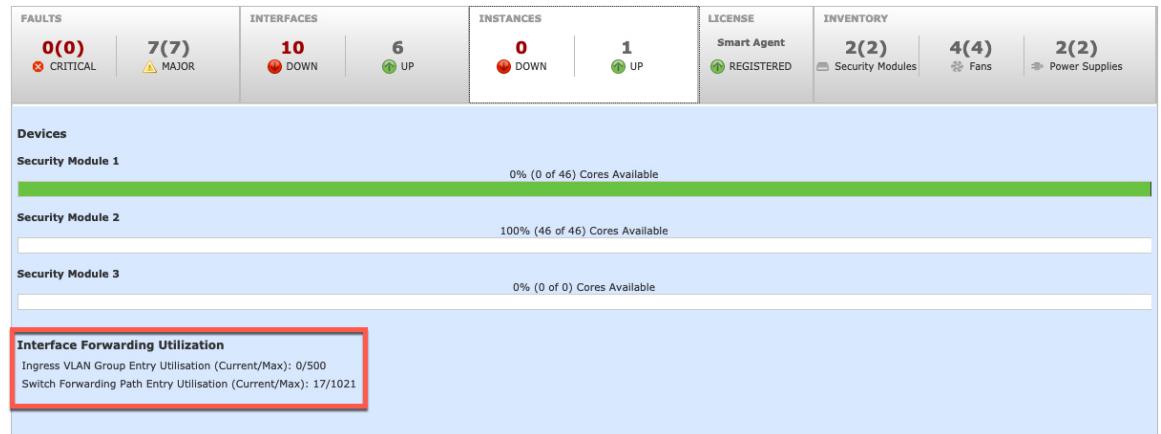 FAULTS
0(0)
CRITICAL
7(7)
MAJOR
INTERFACES
10
DOWN
6
UP
INSTANCES
0
DOWN
1
UP
LICENSE
Smart Agent
REGISTERED
INVENTORY
2(2)
Security Modules
4(4)
Fans
2(2)
Power Supplies
Devices
Security Module 1
0% (0 of 46) Cores Available
Security Module 2
100% (46 of 46) Cores Available
Security Module 3
0% (0 of 0) Cores Available
Interface Forwarding Utilization
Ingress VLAN Group Entry Utilisation (Current/Max): 0/500
Switch Forwarding Path Entry Utilisation (Current/Max): 17/1021